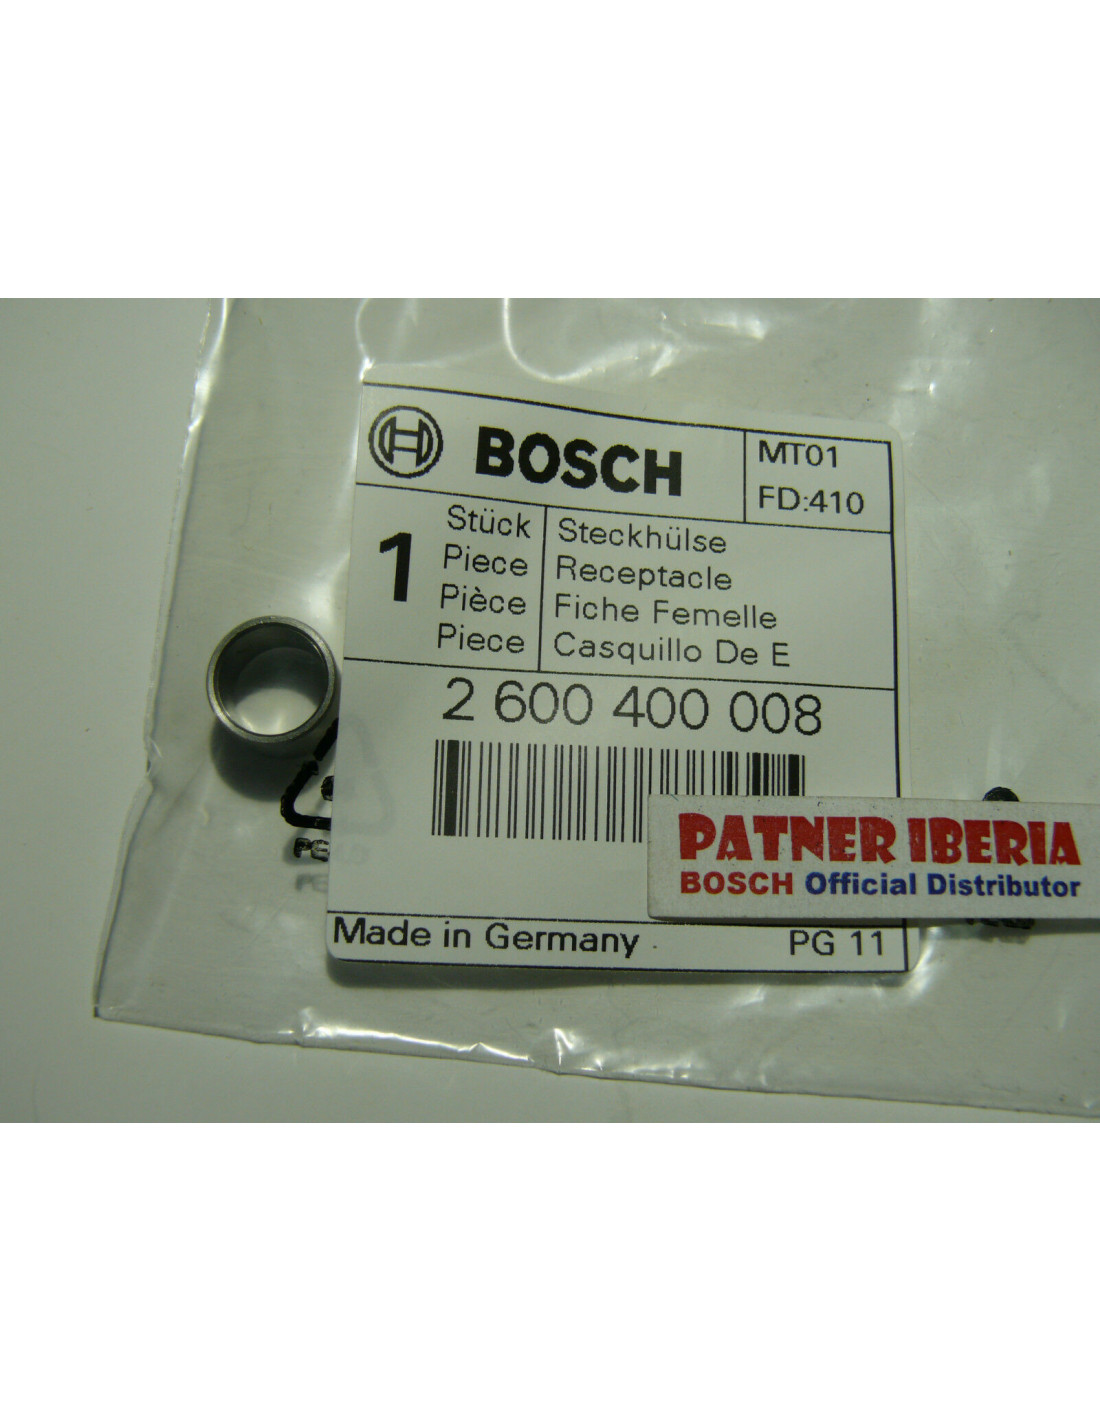 BOSCH
MT01
FD:410
1
Stück
Piece
Pièce
Piece
Steckhülse
Receptacle
Fiche Femelle
Casquillo De E
2 600 400 008
PATNER IBERIA
BOSCH Official Distributor
Made in Germany
PG 11